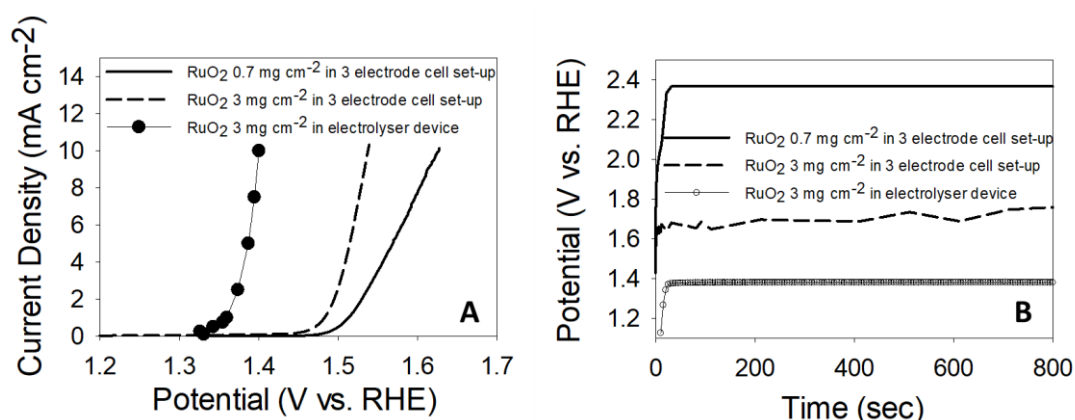 Current Density (mA cm⁻²)
14
12
10
8
6
4
2
0
RuO₂ 0.7 mg cm⁻² in 3 electrode cell set-up
RuO₂ 3 mg cm⁻² in 3 electrode cell set-up
RuO₂ 3 mg cm⁻² in electrolyser device
A
1.2 1.3 1.4 1.5 1.6 1.7
Potential (V vs. RHE)
Potential (V vs. RHE)
2.4
2.2
2.0
1.8
1.6
1.4
1.2
RuO₂ 0.7 mg cm⁻² in 3 electrode cell set-up
RuO₂ 3 mg cm⁻² in 3 electrode cell set-up
RuO₂ 3 mg cm⁻² in electrolyser device
B
0 200 400 600 800
Time (sec)